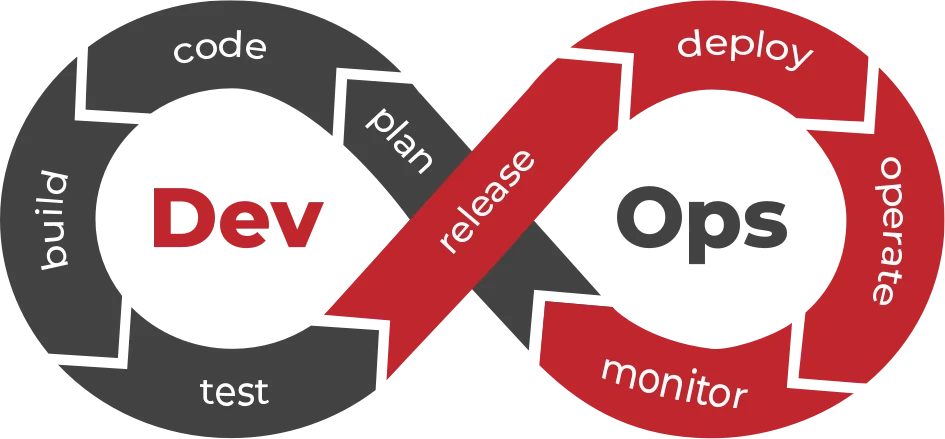 code
plan
build
Dev
test
release
deploy
Ops
operate
monitor